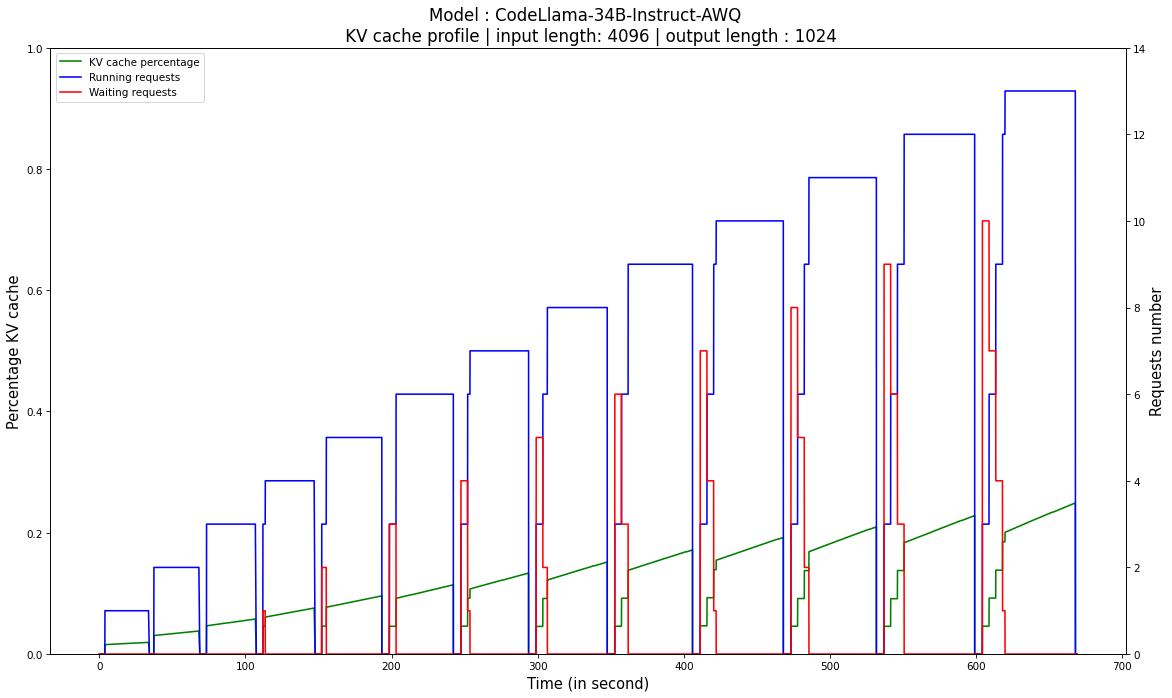 Model : CodeLlama-34B-Instruct-AWQ
KV cache profile | input length: 4096 | output length : 1024
KV cache percentage
Running requests
Waiting requests
Percentage KV cache
1.0
0.8
0.6
0.4
0.2
0.0
14
12
10
8
6
4
2
0
Requests number
0 100 200 300 400 500 600 700
Time (in second)